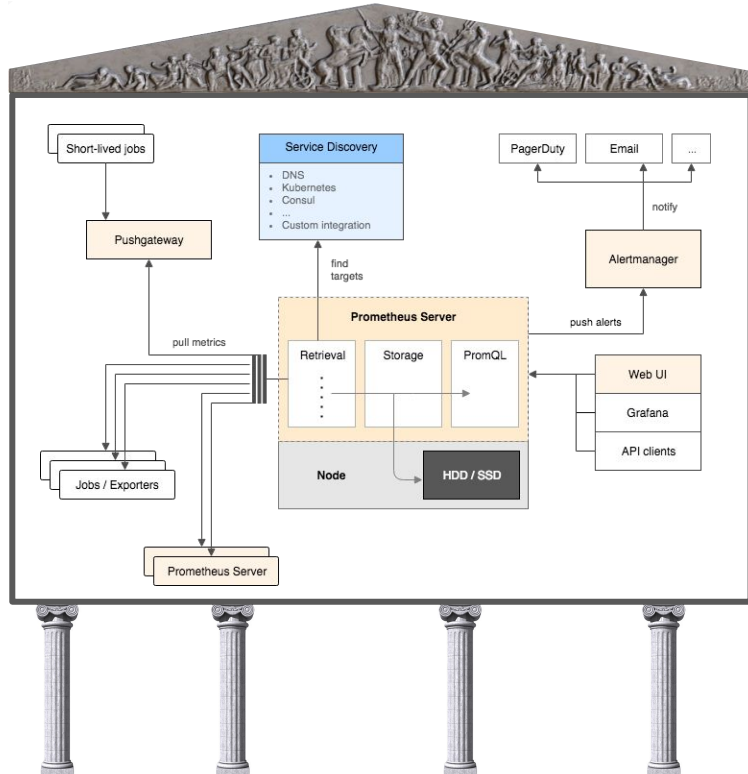 Short-lived jobs
Service Discovery
• DNS
• Kubernetes
• Consul
• ...
• Custom integration
PagerDuty
Email
...
Pushgateway
notify
Alertmanager
find
targets
pull metrics
Prometheus Server
push alerts
Retrieval
Storage
PromQL
Web UI
Grafana
API clients
Jobs / Exporters
Node
HDD / SSD
Prometheus Server